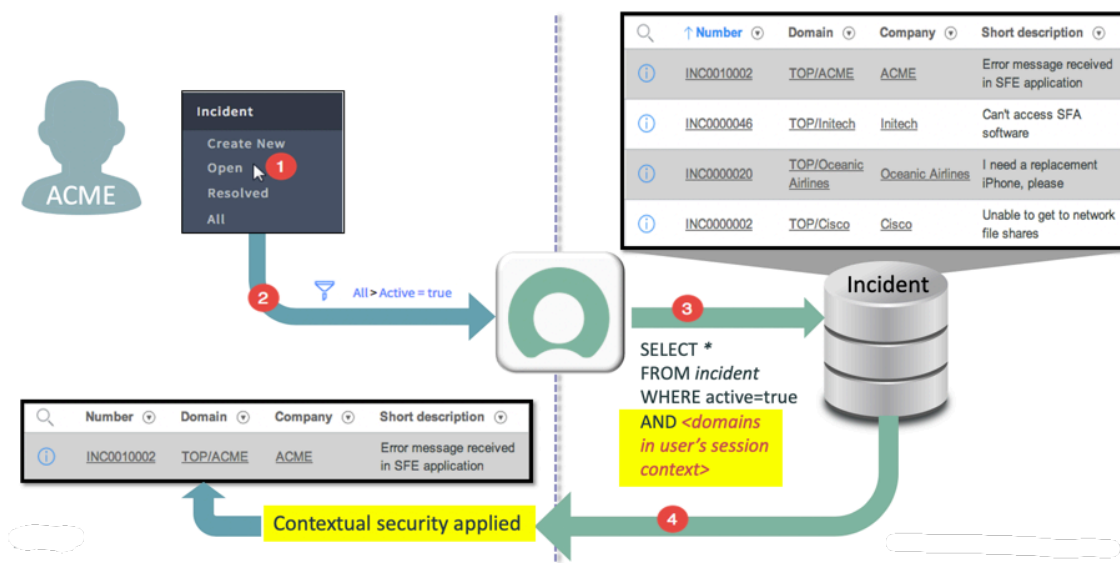 ACME
Incident
Create New
Open
1
Resolved
All
2
All > Active = true
3
SELECT *
FROM incident
WHERE active=true
AND <domains
in user's session
context>
Incident
↑ Number Domain Company Short description
INC0010002 TOP/ACME ACME Error message received
in SFE application
INC0000046 TOP/Initech Initech Can't access SFA
software
INC0000020 TOP/Oceanic
Airlines Oceanic Airlines I need a replacement
iPhone, please
INC0000002 TOP/Cisco Cisco Unable to get to network
file shares
Number Domain Company Short description
INC0010002 TOP/ACME ACME Error message received
in SFE application
Contextual security applied
4